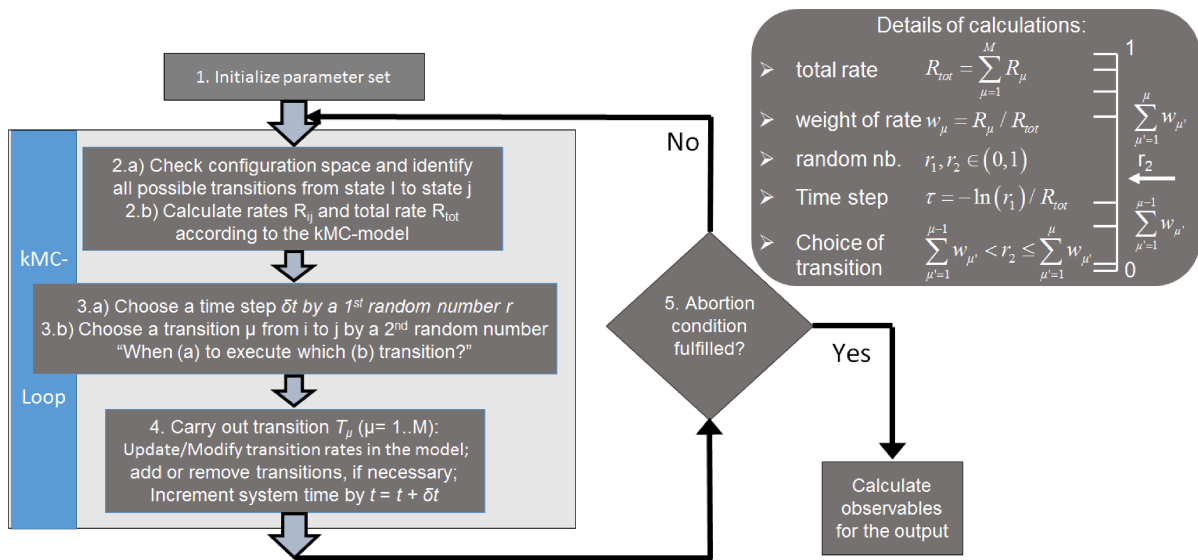 1. Initialize parameter set
kMC-
Loop
2.a) Check configuration space and identify
all possible transitions from state I to state j
2.b) Calculate rates R_ij and total rate R_tot
according to the kMC-model
3.a) Choose a time step δt by a 1st random number r
3.b) Choose a transition μ from i to j by a 2nd random number
“When (a) to execute which (b) transition?”
4. Carry out transition T_μ (μ= 1..M):
Update/Modify transition rates in the model;
add or remove transitions, if necessary;
Increment system time by t = t + δt
No
5. Abortion
condition
fulfilled?
Yes
Calculate
observables
for the output
Details of calculations:
➤ total rate R_tot = ∑_{μ=1}^{M} R_μ
➤ weight of rate w_μ = R_μ / R_tot
➤ random nb. r_1, r_2 ∈ (0,1)
➤ Time step τ = −ln(r_1) / R_tot
➤ Choice of
transition ∑_{μ'=1}^{μ−1} w_μ' < r_2 ≤ ∑_{μ'=1}^{μ} w_μ'
1
∑_{μ'=1}^{μ} w_μ'
r_2
∑_{μ'=1}^{μ−1} w_μ'
0